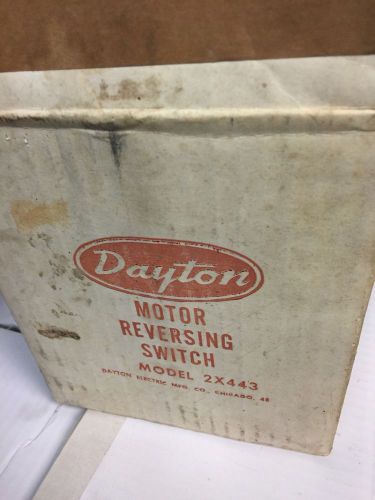 Dayton
MOTOR
REVERSING
SWITCH
MODEL 2X443
DAYTON ELECTRIC MFG. CO., CHICAGO, 48